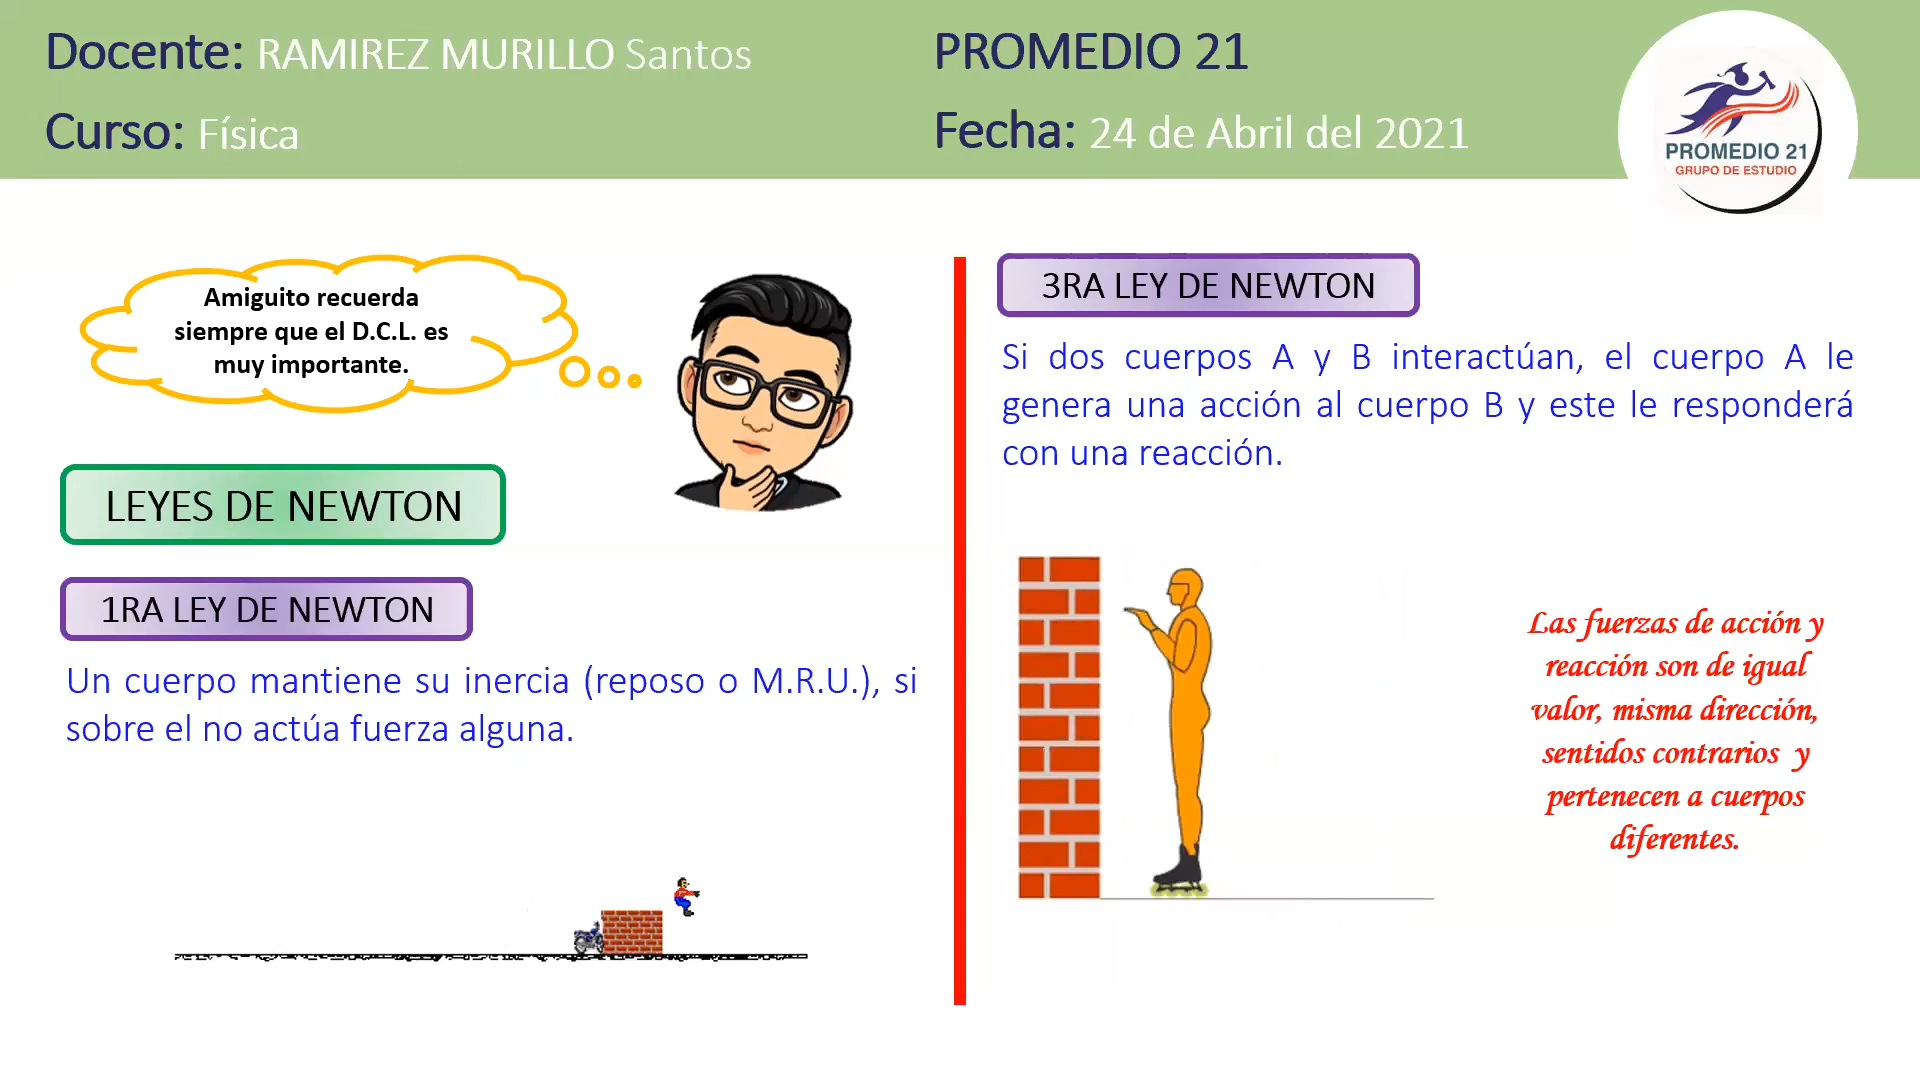 Docente: RAMIREZ MURILLO Santos
PROMEDIO 21
Curso: Física
Fecha: 24 de Abril del 2021
PROMEDIO 21
GRUPO DE ESTUDIO
Amiguito recuerda
siempre que el D.C.L. es
muy importante.
LEYES DE NEWTON
1RA LEY DE NEWTON
Un cuerpo mantiene su inercia (reposo o M.R.U.), si
sobre el no actúa fuerza alguna.
3RA LEY DE NEWTON
Si dos cuerpos A y B interactúan, el cuerpo A le
genera una acción al cuerpo B y este le responderá
con una reacción.
Las fuerzas de acción y
reacción son de igual
valor, misma dirección,
sentidos contrarios y
pertenecen a cuerpos
diferentes.